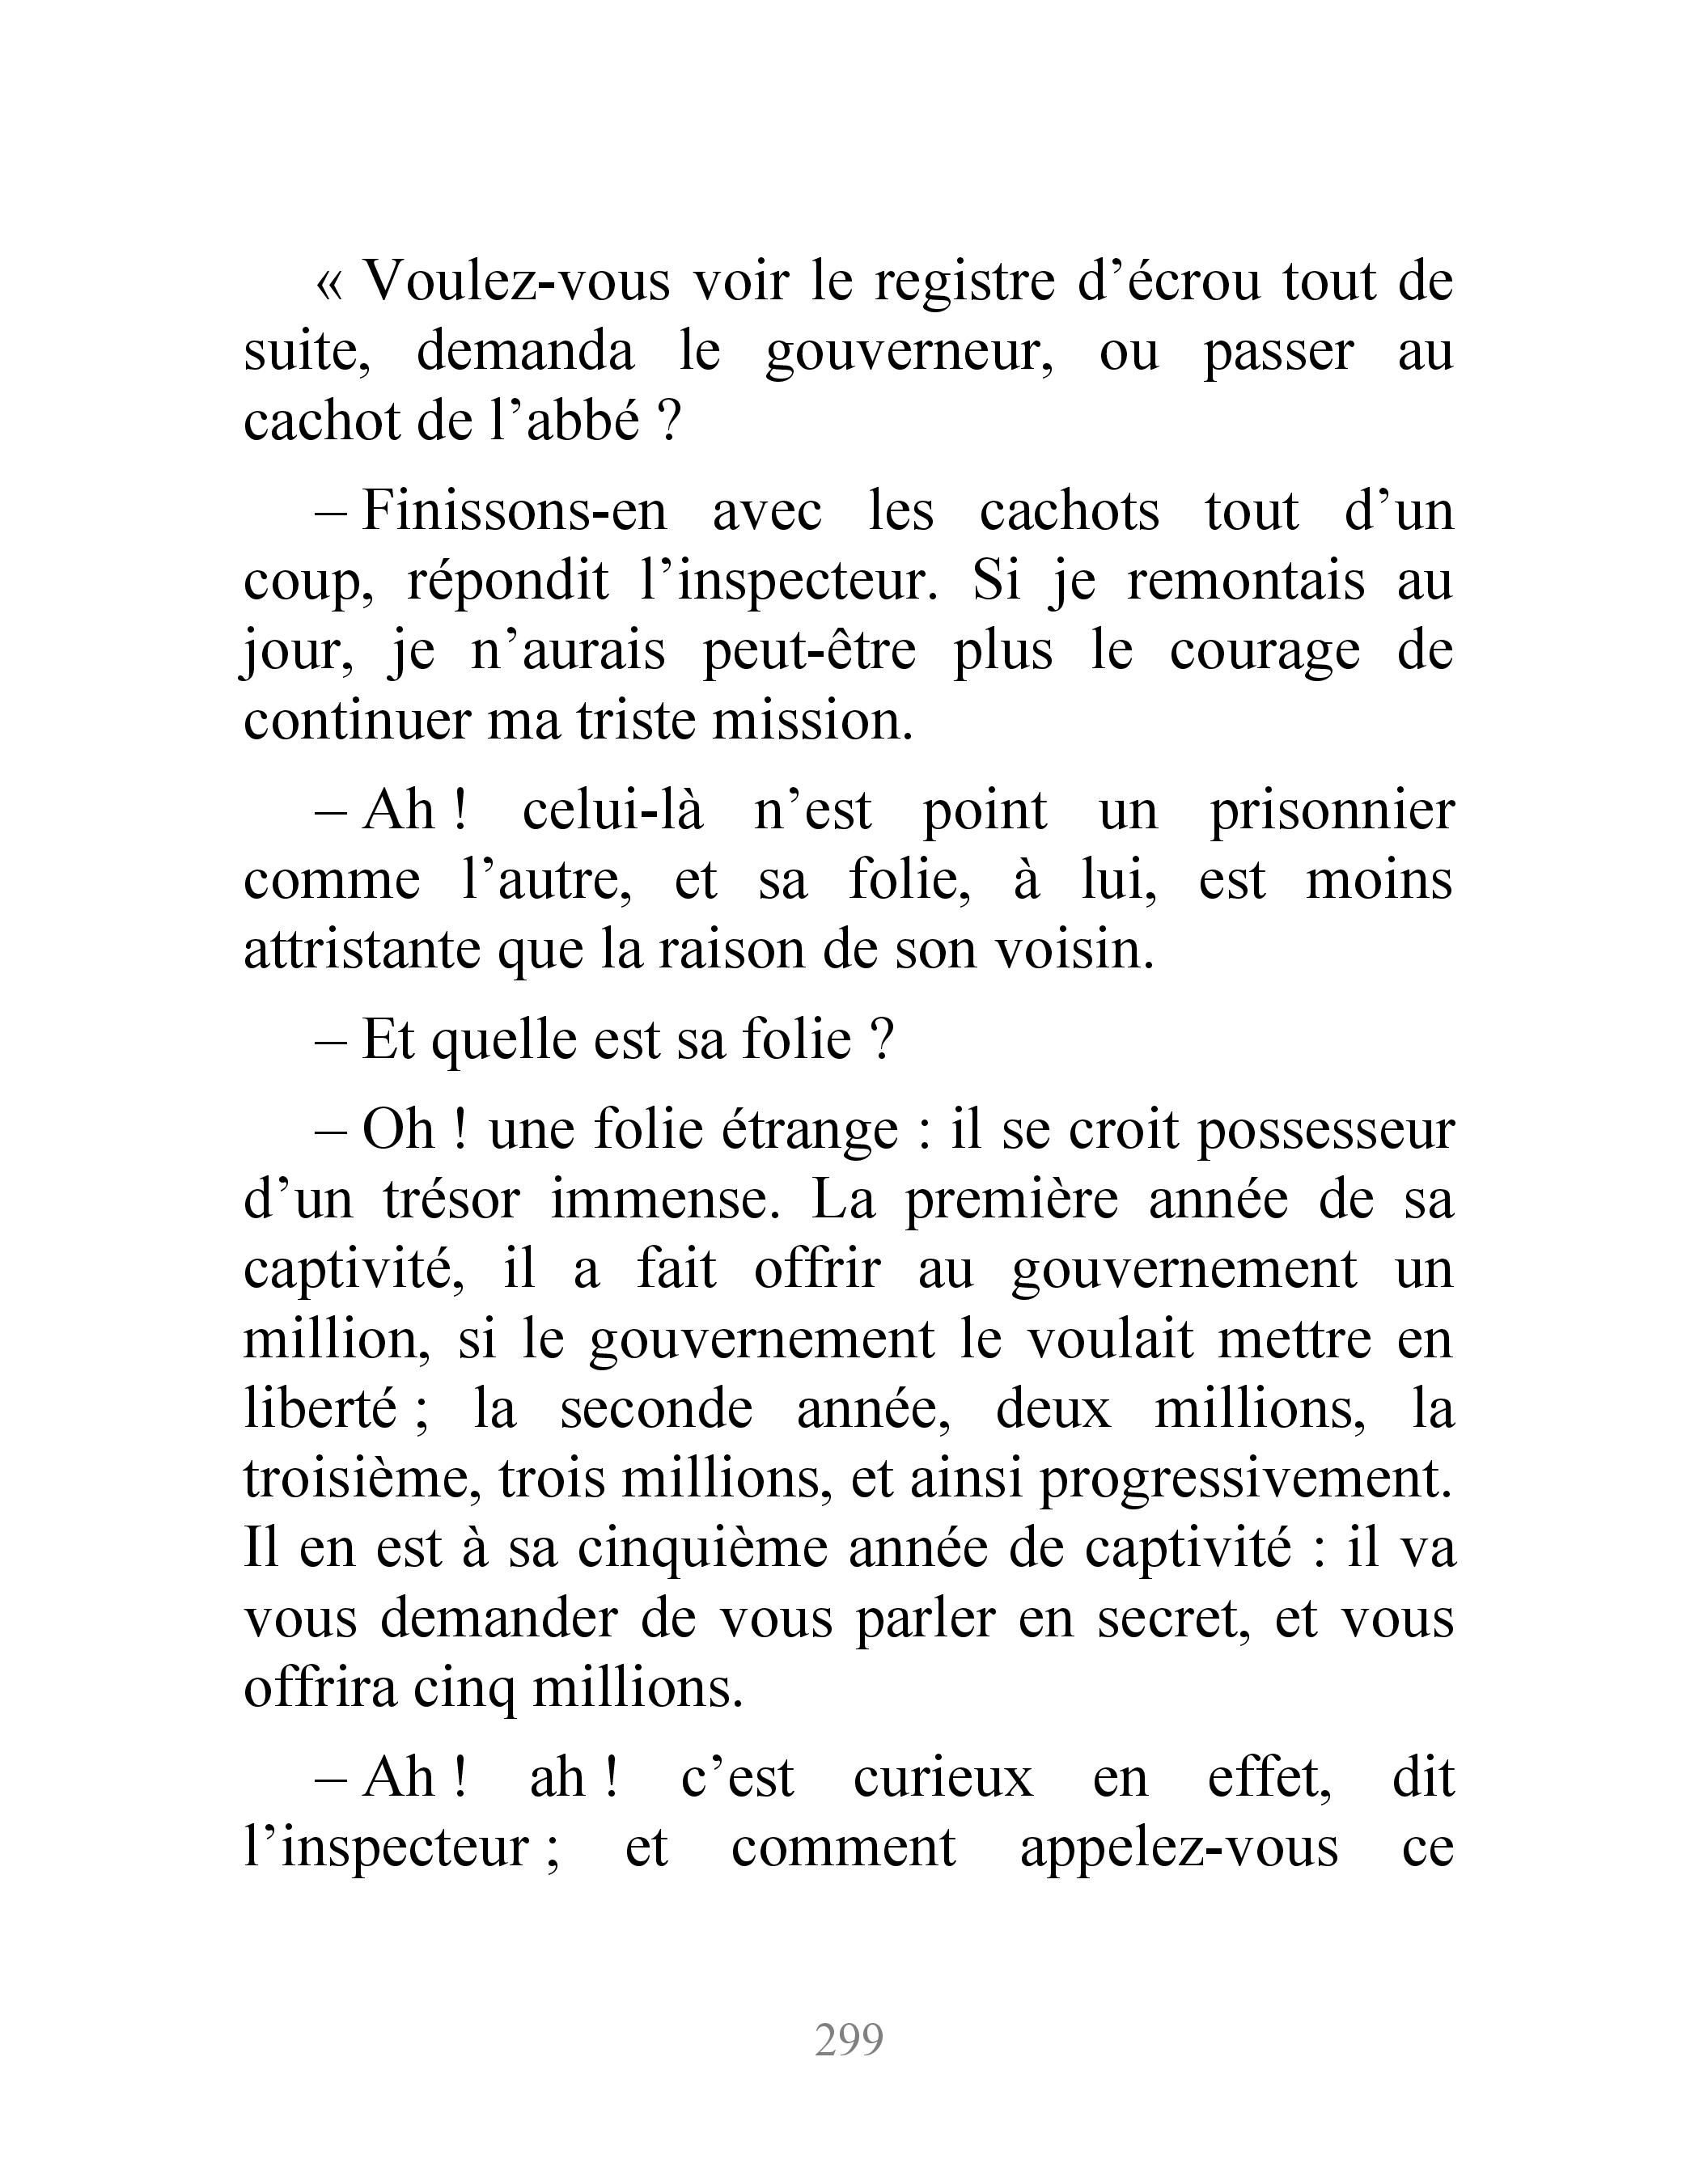 « Voulez-vous voir le registre d’écrou tout de
suite, demanda le gouverneur, ou passer au
cachot de l’abbé ?
– Finissons-en avec les cachots tout d’un
coup, répondit l’inspecteur. Si je remontais au
jour, je n’aurais peut-être plus le courage de
continuer ma triste mission.
– Ah ! celui-là n’est point un prisonnier
comme l’autre, et sa folie, à lui, est moins
attristante que la raison de son voisin.
– Et quelle est sa folie ?
– Oh ! une folie étrange : il se croit possesseur
d’un trésor immense. La première année de sa
captivité, il a fait offrir au gouvernement un
million, si le gouvernement le voulait mettre en
liberté ; la seconde année, deux millions, la
troisième, trois millions, et ainsi progressivement.
Il en est à sa cinquième année de captivité : il va
vous demander de vous parler en secret, et vous
offrira cinq millions.
– Ah ! ah ! c’est curieux en effet, dit
l’inspecteur ; et comment appelez-vous ce
299